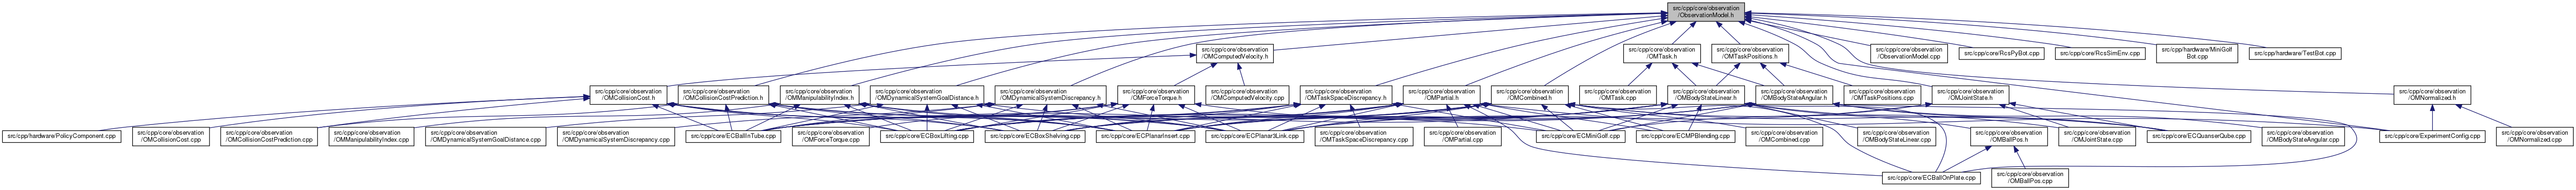 src/cpp/core/observation
/ObservationModel.h
src/cpp/core/observation
/OMComputedVelocity.h
src/cpp/core/observation
/OMTask.h
src/cpp/core/observation
/OMTaskPositions.h
src/cpp/core/observation
/ObservationModel.cpp
src/cpp/core/RcsPyBot.cpp
src/cpp/core/RcsSimEnv.cpp
src/cpp/hardware/MiniGolf
Bot.cpp
src/cpp/hardware/TestBot.cpp
src/cpp/core/observation
/OMCollisionCost.h
src/cpp/core/observation
/OMCollisionCostPrediction.h
src/cpp/core/observation
/OMManipulabilityIndex.h
src/cpp/core/observation
/OMDynamicalSystemGoalDistance.h
src/cpp/core/observation
/OMDynamicalSystemDiscrepancy.h
src/cpp/core/observation
/OMForceTorque.h
src/cpp/core/observation
/OMComputedVelocity.cpp
src/cpp/core/observation
/OMTaskSpaceDiscrepancy.h
src/cpp/core/observation
/OMPartial.h
src/cpp/core/observation
/OMCombined.h
src/cpp/core/observation
/OMTask.cpp
src/cpp/core/observation
/OMBodyStateLinear.h
src/cpp/core/observation
/OMBodyStateAngular.h
src/cpp/core/observation
/OMTaskPositions.cpp
src/cpp/core/observation
/OMJointState.h
src/cpp/core/observation
/OMNormalized.h
src/cpp/hardware/PolicyComponent.cpp
src/cpp/core/observation
/OMCollisionCost.cpp
src/cpp/core/observation
/OMCollisionCostPrediction.cpp
src/cpp/core/observation
/OMManipulabilityIndex.cpp
src/cpp/core/observation
/OMDynamicalSystemGoalDistance.cpp
src/cpp/core/observation
/OMDynamicalSystemDiscrepancy.cpp
src/cpp/core/ECBallInTube.cpp
src/cpp/core/observation
/OMForceTorque.cpp
src/cpp/core/ECBoxLifting.cpp
src/cpp/core/ECBoxShelving.cpp
src/cpp/core/ECPlanarInsert.cpp
src/cpp/core/ECPlanar3Link.cpp
src/cpp/core/observation
/OMTaskSpaceDiscrepancy.cpp
src/cpp/core/observation
/OMPartial.cpp
src/cpp/core/ECMiniGolf.cpp
src/cpp/core/ECMPBlending.cpp
src/cpp/core/observation
/OMCombined.cpp
src/cpp/core/observation
/OMBodyStateLinear.cpp
src/cpp/core/observation
/OMBallPos.h
src/cpp/core/observation
/OMJointState.cpp
src/cpp/core/ECQuanserQube.cpp
src/cpp/core/observation
/OMBodyStateAngular.cpp
src/cpp/core/ExperimentConfig.cpp
src/cpp/core/observation
/OMNormalized.cpp
src/cpp/core/ECBallOnPlate.cpp
src/cpp/core/observation
/OMBallPos.cpp